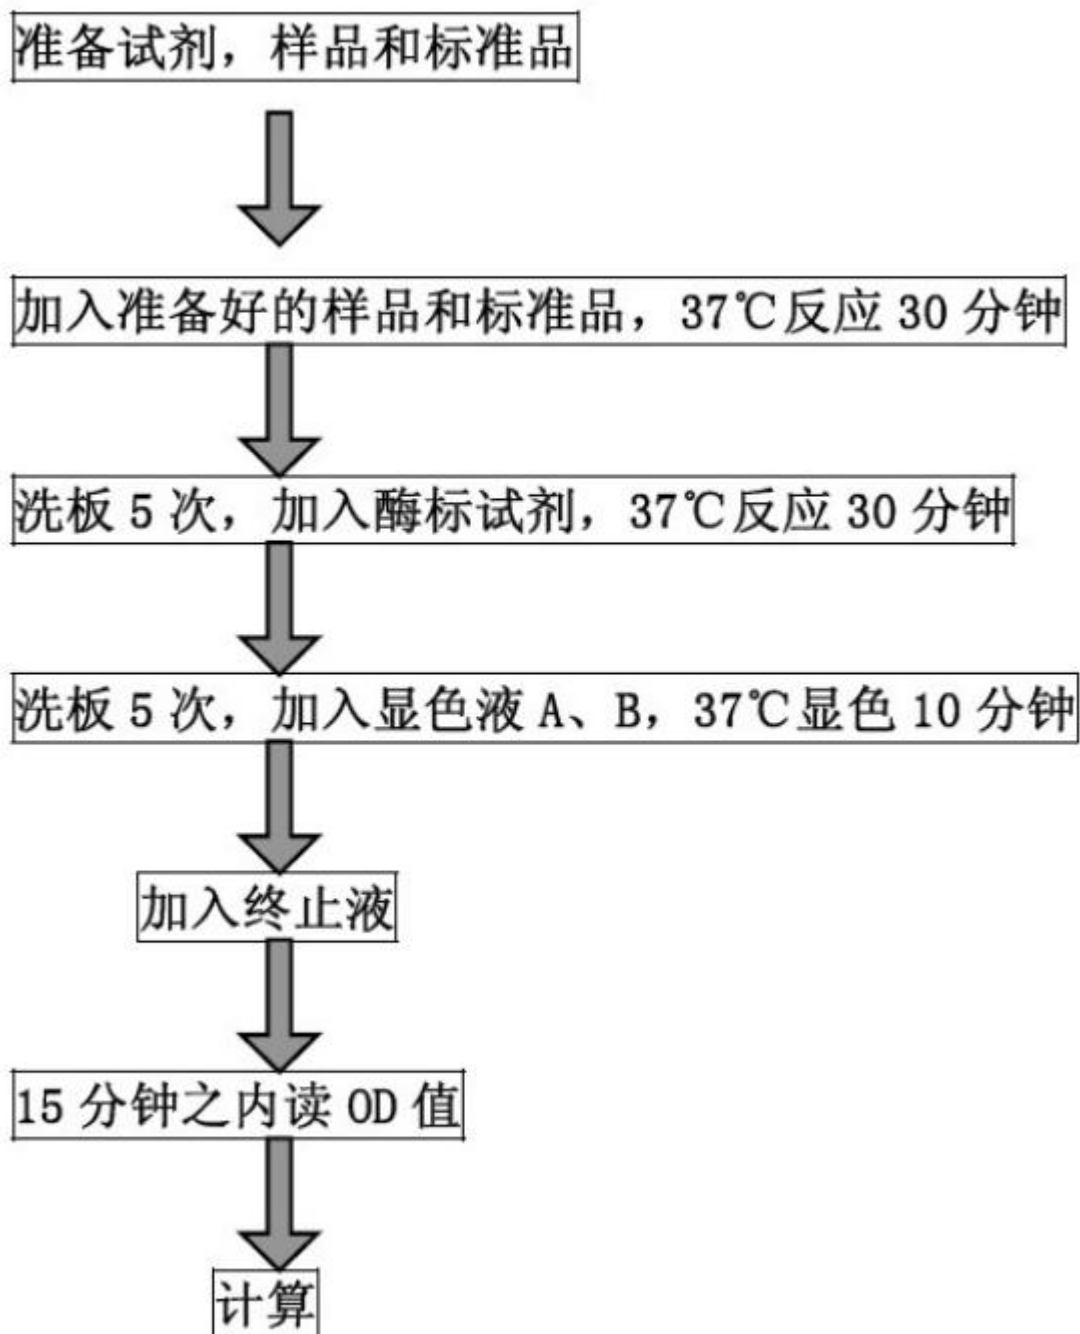 准备试剂，样品和标准品
加入准备好的样品和标准品，37℃反应 30 分钟
洗板 5 次，加入酶标试剂，37℃反应 30 分钟
洗板 5 次，加入显色液 A、B，37℃显色 10 分钟
加入终止液
15 分钟之内读 OD 值
计算